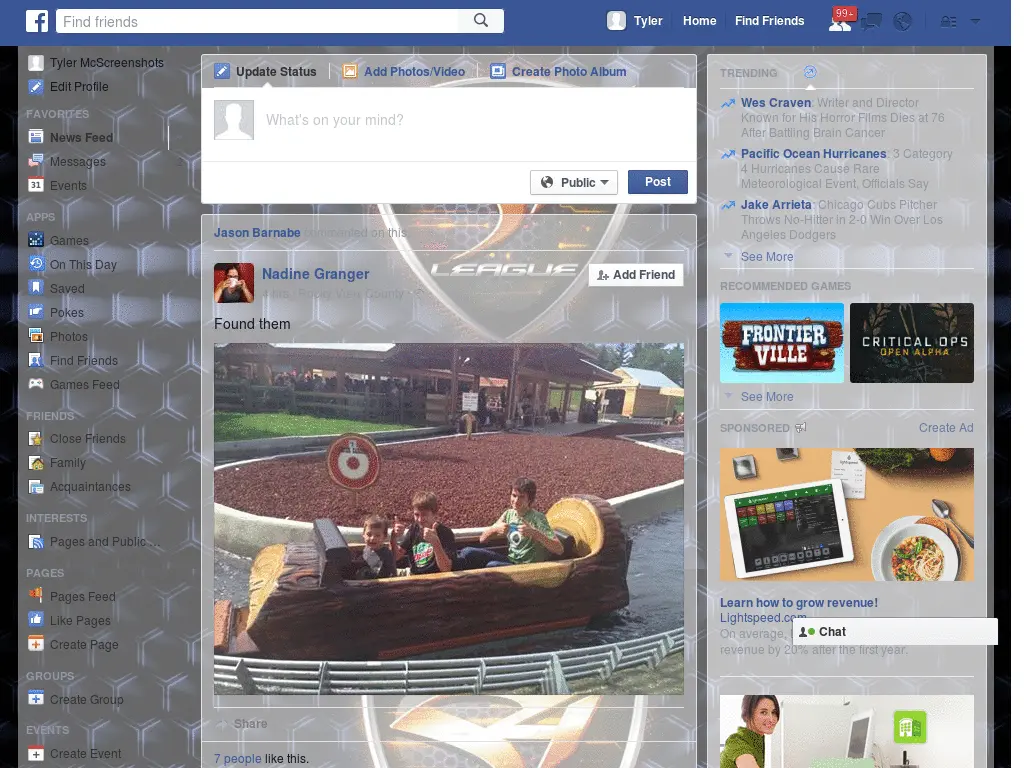 Find friends
Tyler
Home
Find Friends
99+
Tyler McScreenshots
Edit Profile
FAVORITES
News Feed
Messages
31 Events
APPS
Games
On This Day
Saved
Pokes
Photos
Find Friends
Games Feed
FRIENDS
Close Friends
Family
Acquaintances
INTERESTS
Pages and Public ...
PAGES
Pages Feed
Like Pages
Create Page
GROUPS
Create Group
EVENTS
Create Event
Update Status
Add Photos/Video
Create Photo Album
What's on your mind?
Public
Post
Jason Barnabe commented on this.
LEAGUE
Nadine Granger
Add Friend
Found them
Share
7 people like this.
TRENDING
Wes Craven: Writer and Director
Known for His Horror Films Dies at 76
After Battling Brain Cancer
Pacific Ocean Hurricanes: 3 Category
4 Hurricanes Cause Rare
Meteorological Event, Officials Say
Jake Arrieta: Chicago Cubs Pitcher
Throws No-Hitter in 2-0 Win Over Los
Angeles Dodgers
See More
RECOMMENDED GAMES
FRONTIER
VILLE
CRITICAL OPS
OPEN ALPHA
See More
SPONSORED
Create Ad
Learn how to grow revenue!
Lightspeed.com
On average,
revenue by 20% after the first year.
Chat